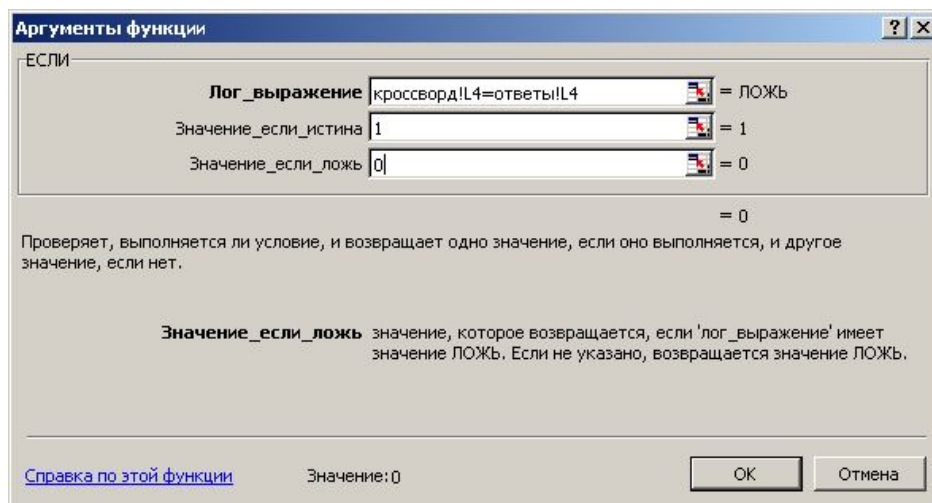 Аргументы функции
ЕСЛИ
Лог_выражение кроссворд!L4=ответы!L4 = ЛОЖЬ
Значение_если_истина 1 = 1
Значение_если_ложь 0 = 0
= 0
Проверяет, выполняется ли условие, и возвращает одно значение, если оно выполняется, и другое
значение, если нет.
Значение_если_ложь значение, которое возвращается, если 'лог_выражение' имеет
значение ЛОЖЬ. Если не указано, возвращается значение ЛОЖЬ.
Справка по этой функции Значение:0 OK Отмена